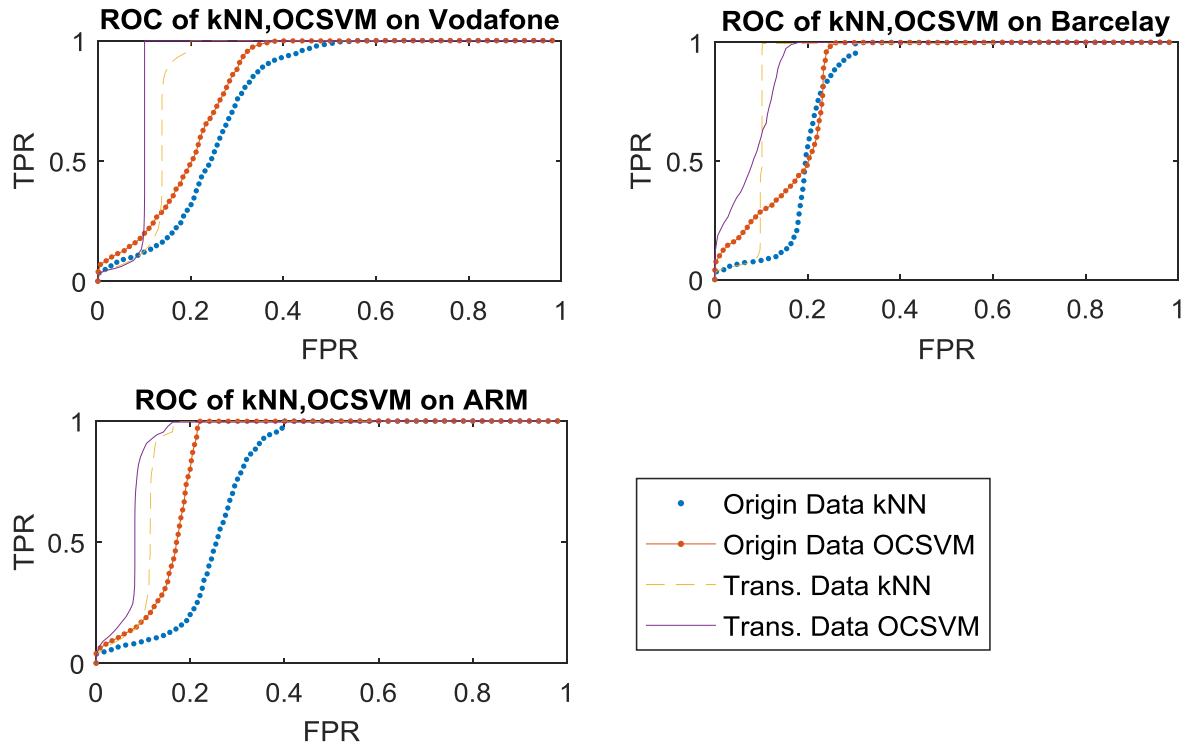 ROC of kNN,OCSVM on Vodafone
1
0.5
0
TPR
0 0.2 0.4 0.6 0.8 1
FPR
ROC of kNN,OCSVM on Barcelay
1
0.5
0
TPR
0 0.2 0.4 0.6 0.8 1
FPR
ROC of kNN,OCSVM on ARM
1
0.5
0
TPR
0 0.2 0.4 0.6 0.8 1
FPR
Origin Data kNN
Origin Data OCSVM
Trans. Data kNN
Trans. Data OCSVM